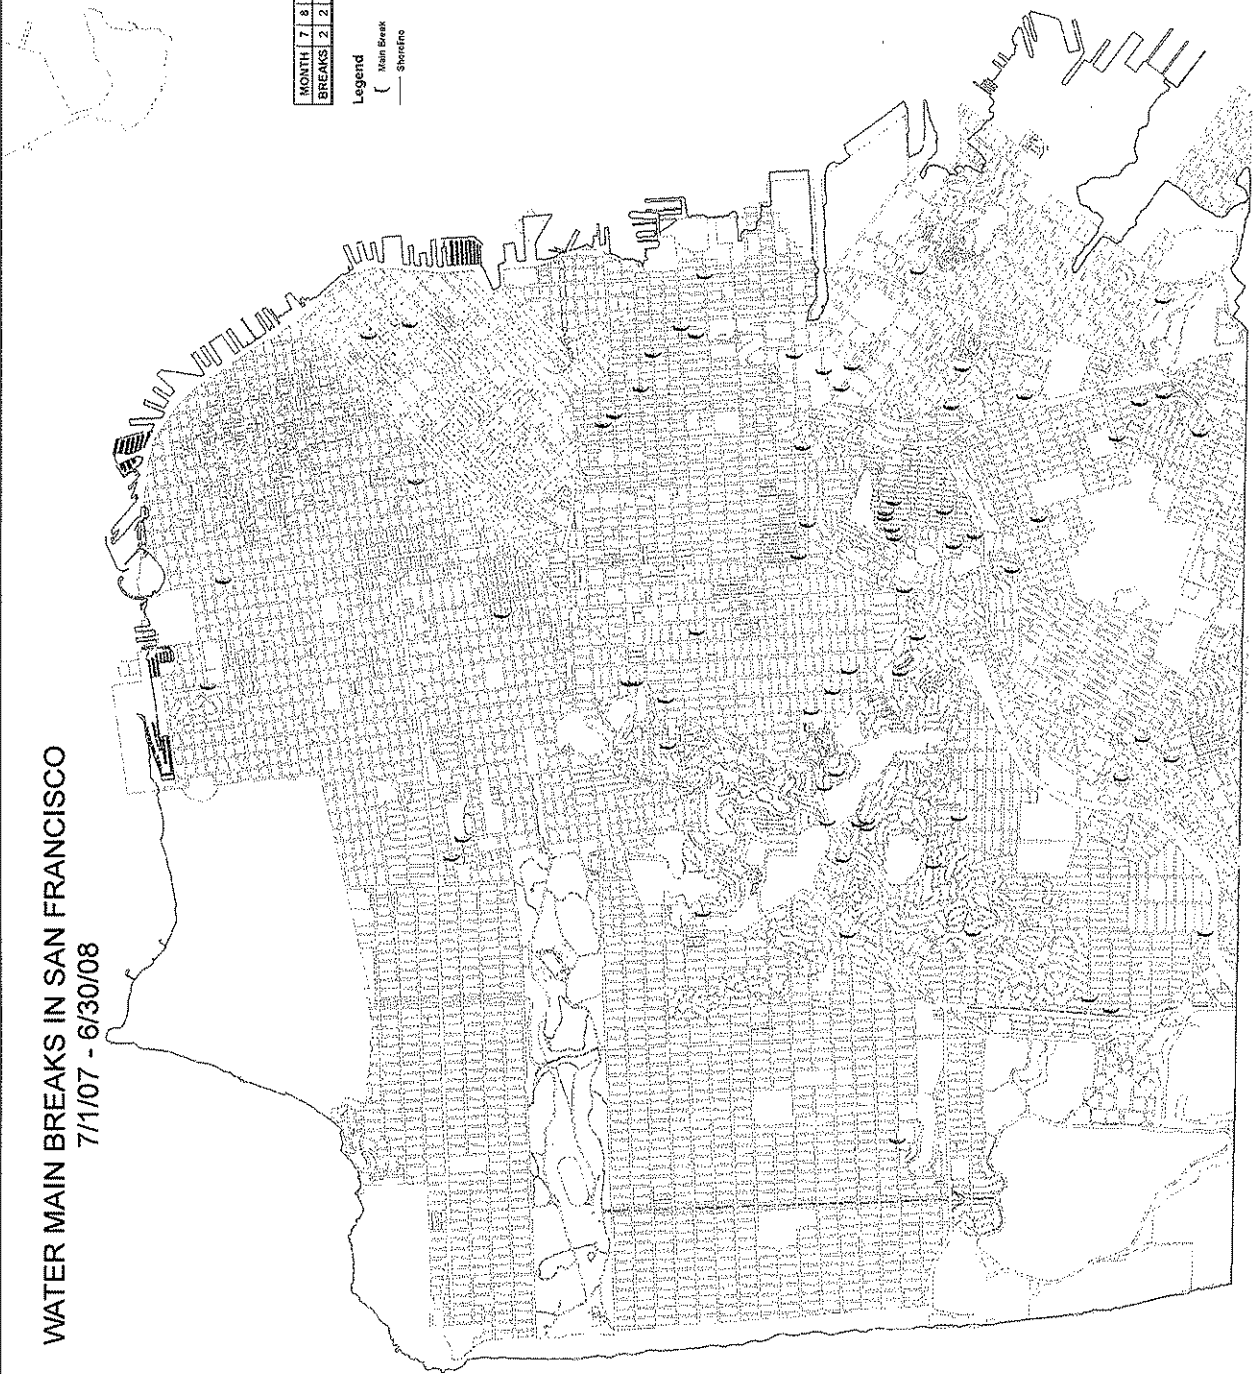 WATER MAIN BREAKS IN SAN FRANCISCO
7/1/07 - 6/30/08
MONTH 7 8
BREAKS 2 2
Legend
Main Break
Shoreline